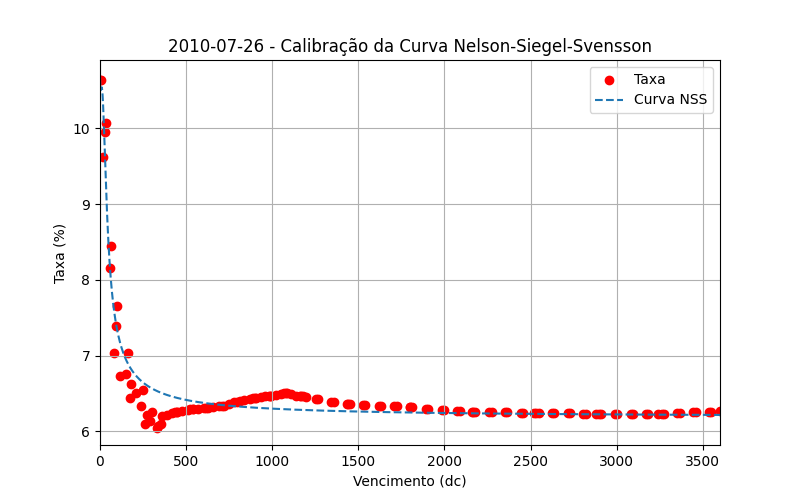 2010-07-26 - Calibração da Curva Nelson-Siegel-Svensson
Taxa
Curva NSS
Taxa (%)
10
9
8
7
6
0
500
1000
1500
2000
2500
3000
3500
Vencimento (dc)